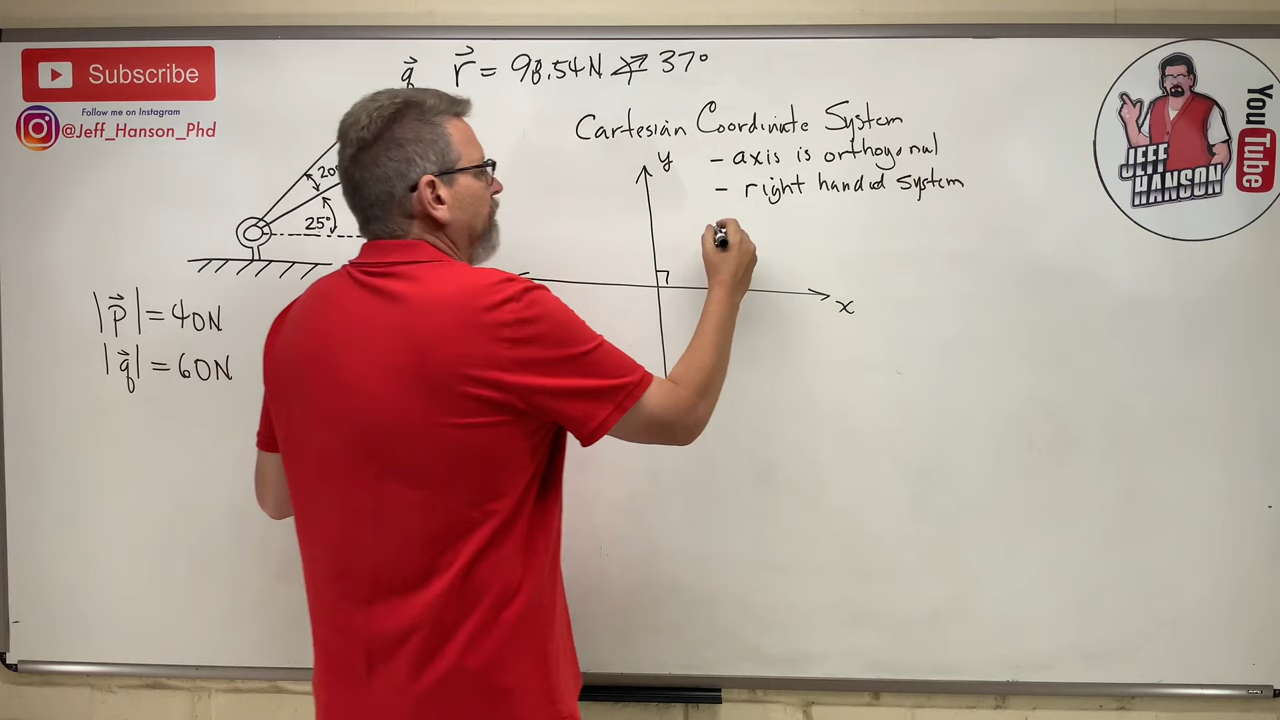 Subscribe
Follow me on Instagram
@Jeff_Hanson_Phd
q⃗ r⃗ = 98.54N ∡ 37°
Cartesian Coordinate System
y
- axis is orthogonal
- right handed system
20°
25°
x
|p⃗| = 40N
|q⃗| = 60N
JEFF
HANSON
YouTube